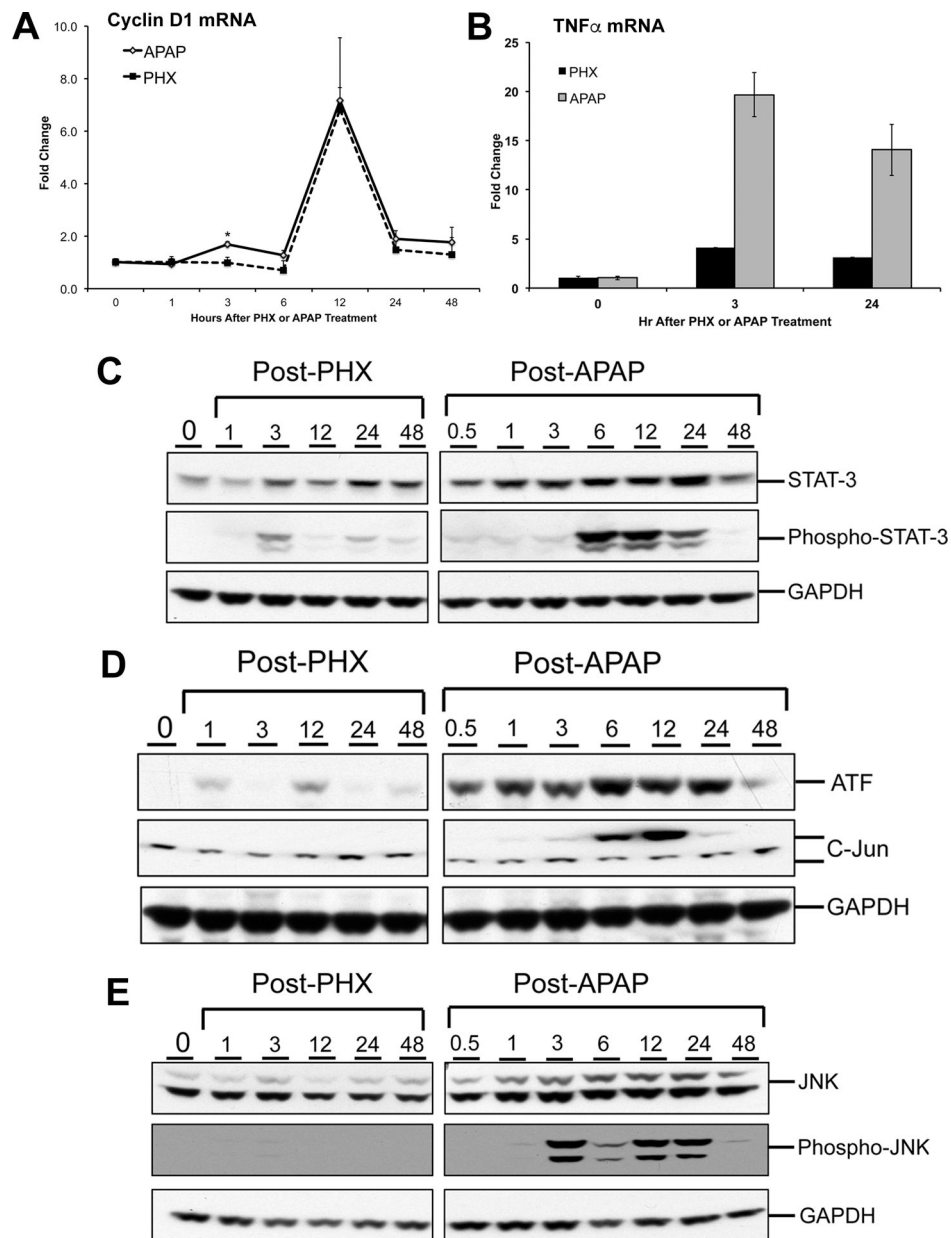 A
Cyclin D1 mRNA
APAP
PHX
Fold Change
10.0
8.0
6.0
4.0
2.0
0.0
*
0 1 3 6 12 24 48
Hours After PHX or APAP Treatment
B
TNFα mRNA
PHX
APAP
Fold Change
25
20
15
10
5
0
0 3 24
Hr After PHX or APAP Treatment
C
Post-PHX Post-APAP
0 1 3 12 24 48 0.5 1 3 6 12 24 48
STAT-3
Phospho-STAT-3
GAPDH
D
Post-PHX Post-APAP
0 1 3 12 24 48 0.5 1 3 6 12 24 48
ATF
C-Jun
GAPDH
E
Post-PHX Post-APAP
0 1 3 12 24 48 0.5 1 3 6 12 24 48
JNK
Phospho-JNK
GAPDH